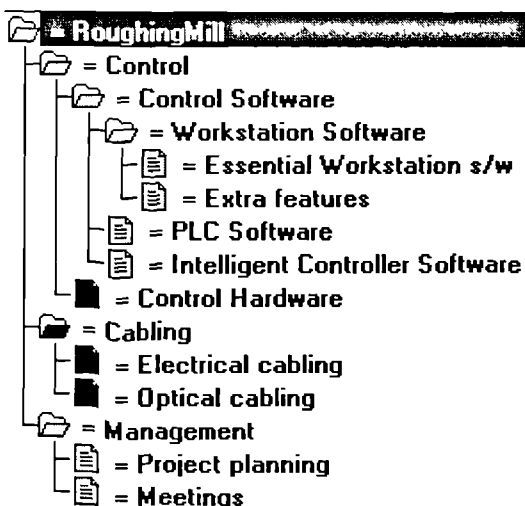 = RoughingMill
= Control
= Control Software
= Workstation Software
= Essential Workstation s/w
= Extra features
= PLC Software
= Intelligent Controller Software
= Control Hardware
= Cabling
= Electrical cabling
= Optical cabling
= Management
= Project planning
= Meetings